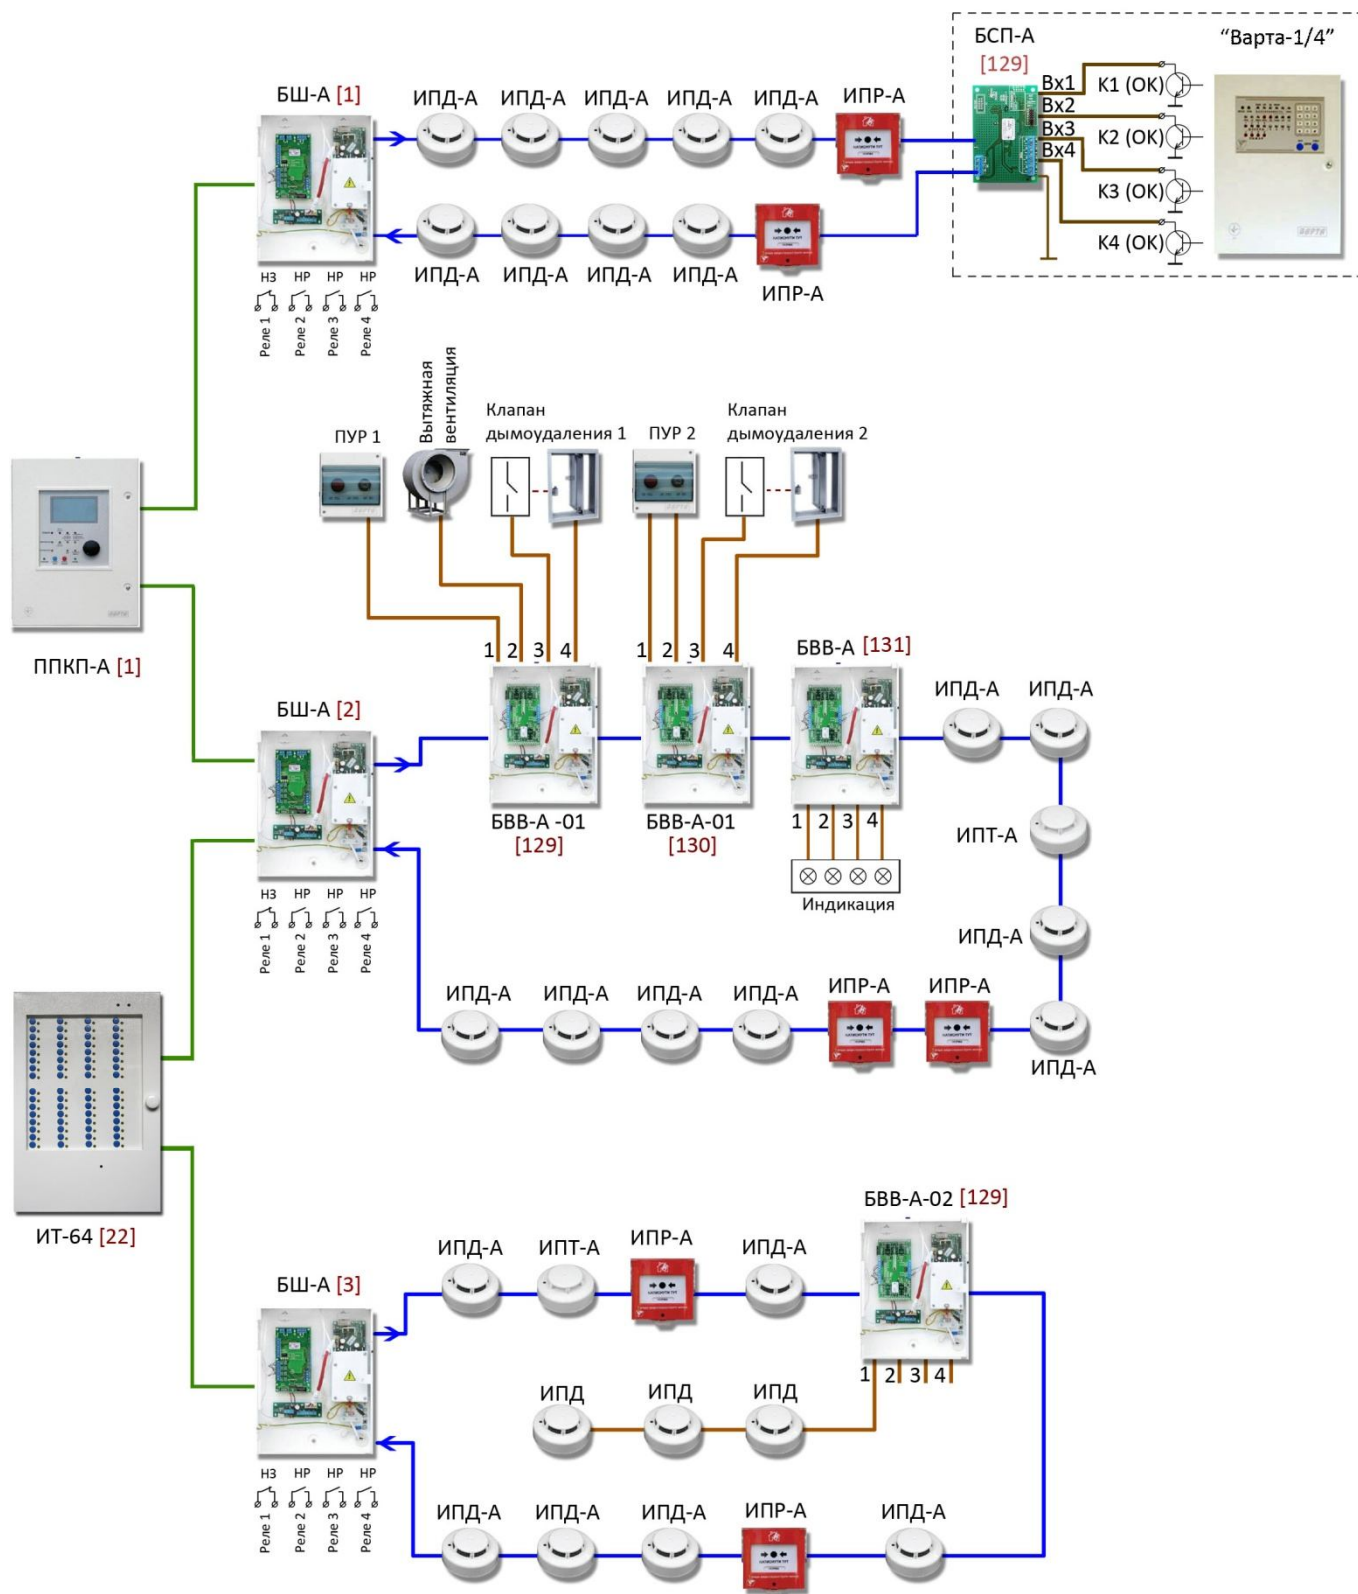 БСП-А
[129]
“Варта-1/4”
БШ-А [1]
ИПД-А ИПД-А ИПД-А ИПД-А ИПД-А ИПР-А
Вх1
Вх2
Вх3
Вх4
К1 (ОК)
К2 (ОК)
К3 (ОК)
К4 (ОК)
ИПД-А ИПД-А ИПД-А ИПД-А
ИПР-А
НЗ НР НР НР
Реле 1 Реле 2 Реле 3 Реле 4
ПУР 1
Вытяжная
вентиляция
Клапан
дымоудаления 1
ПУР 2
Клапан
дымоудаления 2
ППКП-А [1]
1 2 3 4
1 2 3 4
БВВ-А [131]
БШ-А [2]
ИПД-А ИПД-А
БВВ-А -01
[129]
БВВ-А-01
[130]
1 2 3 4
Индикация
ИПТ-А
ИПД-А
ИПД-А
НЗ НР НР НР
Реле 1 Реле 2 Реле 3 Реле 4
ИПД-А ИПД-А ИПД-А ИПД-А ИПР-А ИПР-А
ИТ-64 [22]
БШ-А [3]
ИПД-А ИПТ-А ИПР-А ИПД-А
БВВ-А-02 [129]
1 2 3 4
ИПД ИПД ИПД
НЗ НР НР НР
Реле 1 Реле 2 Реле 3 Реле 4
ИПД-А ИПД-А ИПД-А ИПР-А ИПД-А